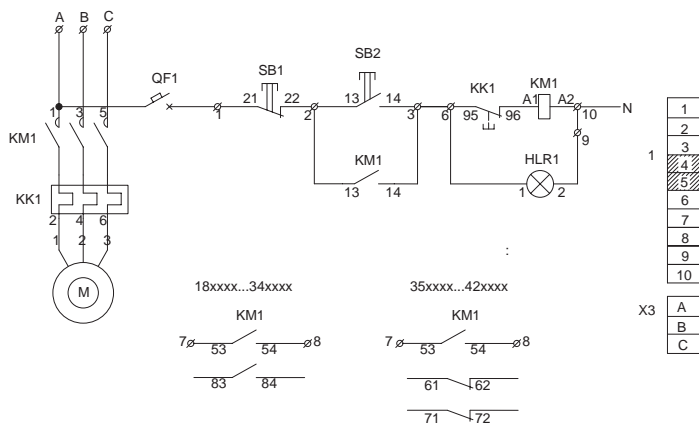 A B C
QF1
SB1
SB2
KK1
KM1
21 22
13 14
A1 A2
N
1 3 5
1
2
3
6
95 96
10
9
KM1
KM1
13 14
HLR1
1 2
KK1
2 4 6
1 2 3
M
:
18xxxx...34xxxx
35xxxx...42xxxx
KM1
KM1
7 53 54 8
7 53 54 8
83 84
61 62
71 72
1
1
2
3
4
5
6
7
8
9
10
X3
A
B
C